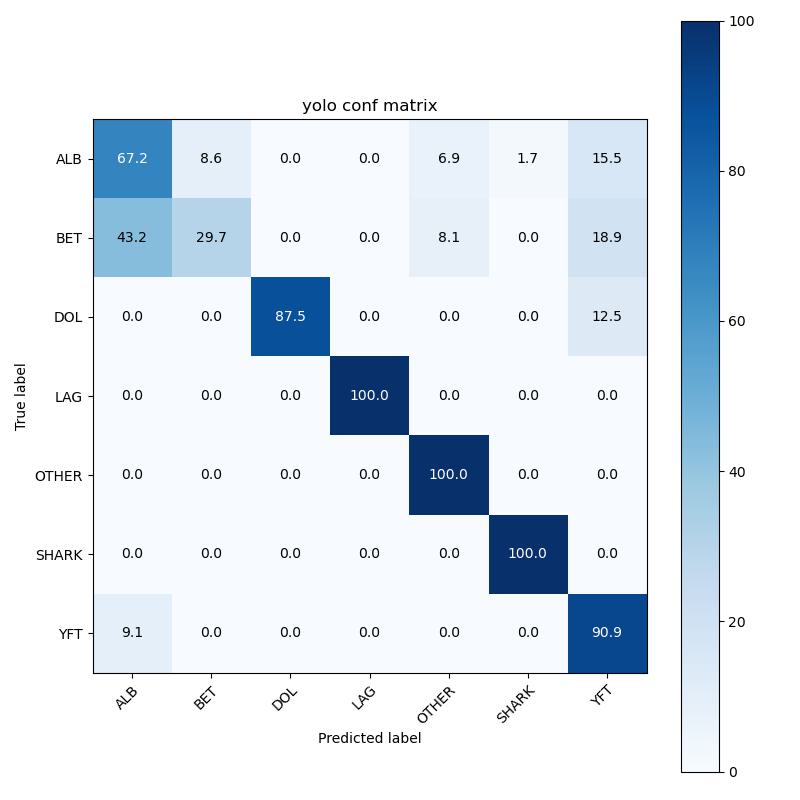 yolo conf matrix
ALB 67.2 8.6 0.0 0.0 6.9 1.7 15.5
BET 43.2 29.7 0.0 0.0 8.1 0.0 18.9
DOL 0.0 0.0 87.5 0.0 0.0 0.0 12.5
LAG 0.0 0.0 0.0 100.0 0.0 0.0 0.0
OTHER 0.0 0.0 0.0 0.0 100.0 0.0 0.0
SHARK 0.0 0.0 0.0 0.0 0.0 100.0 0.0
YFT 9.1 0.0 0.0 0.0 0.0 0.0 90.9
ALB BET DOL LAG OTHER SHARK YFT
Predicted label
True label
100
80
60
40
20
0